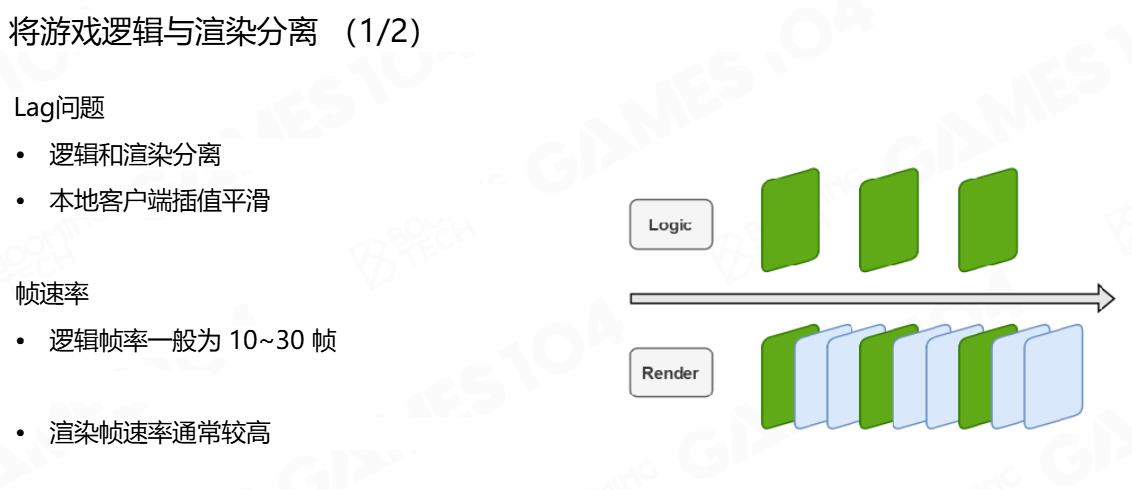 将游戏逻辑与渲染分离 （1/2）
Lag问题
• 逻辑和渲染分离
• 本地客户端插值平滑
帧速率
• 逻辑帧率一般为 10~30 帧
• 渲染帧速率通常较高
Logic
Render
GAMES104
BOOMING TECH